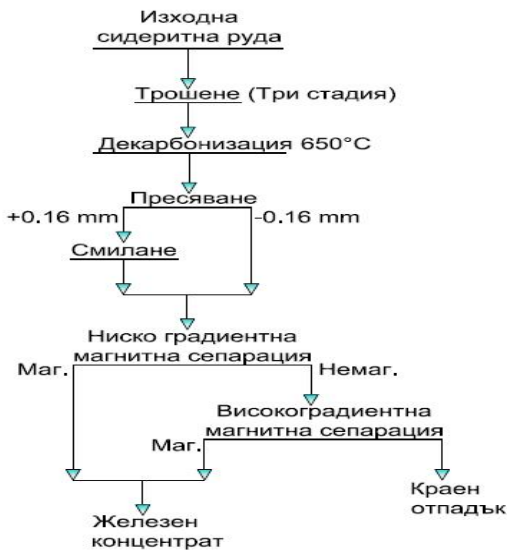 Изходна
сидеритна руда
Трошене (Три стадия)
Декарбонизация 650°C
Пресяване
+0.16 mm
-0.16 mm
Смилане
Ниско градиентна
магнитна сепарация
Маг.
Немаг.
Високоградиентна
магнитна сепарация
Маг.
Краен
отпадък
Железен
концентрат